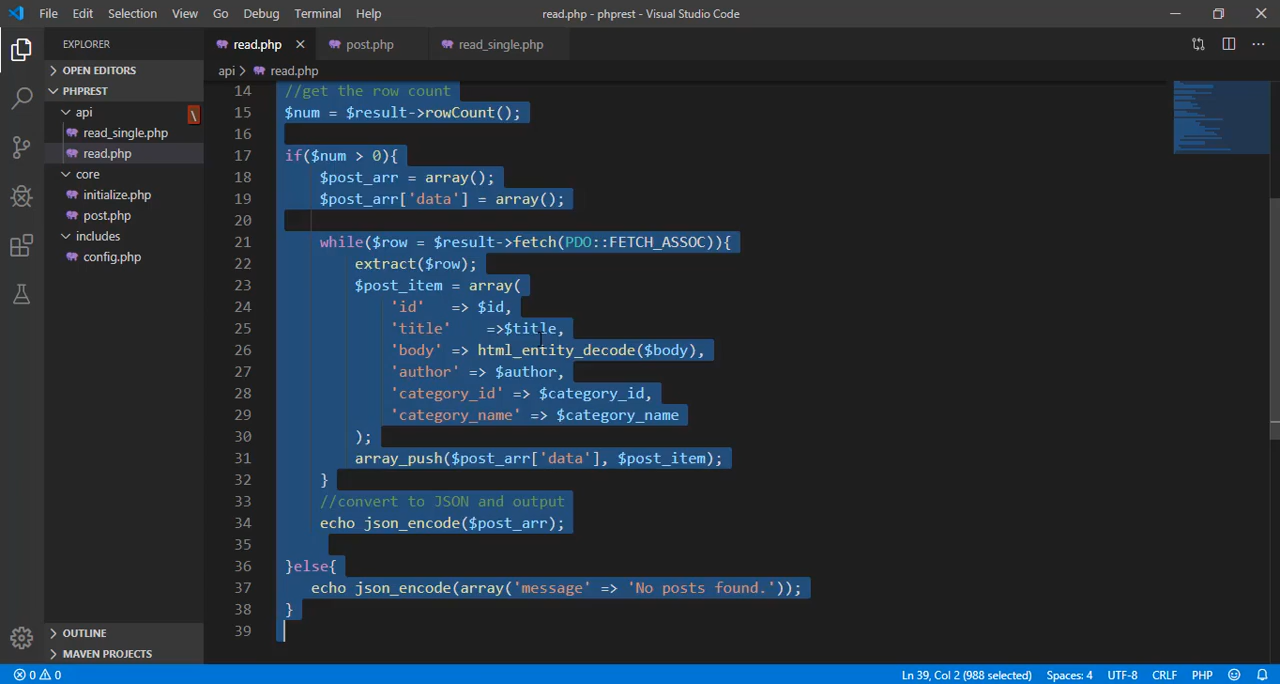 File Edit Selection View Go Debug Terminal Help read.php - phprest - Visual Studio Code
EXPLORER read.php post.php read_single.php
OPEN EDITORS
PHPREST
api
read_single.php
read.php
core
initialize.php
post.php
includes
config.php
OUTLINE
MAVEN PROJECTS
api > read.php
14 //get the row count
15 $num = $result->rowCount();
16
17 if($num > 0){
18 $post_arr = array();
19 $post_arr['data'] = array();
20
21 while($row = $result->fetch(PDO::FETCH_ASSOC)){
22 extract($row);
23 $post_item = array(
24 'id' => $id,
25 'title' =>$title,
26 'body' => html_entity_decode($body),
27 'author' => $author,
28 'category_id' => $category_id,
29 'category_name' => $category_name
30 );
31 array_push($post_arr['data'], $post_item);
32 }
33 //convert to JSON and output
34 echo json_encode($post_arr);
35
36 }else{
37 echo json_encode(array('message' => 'No posts found.'));
38 }
39
0 0 Ln 39, Col 2 (988 selected) Spaces: 4 UTF-8 CRLF PHP